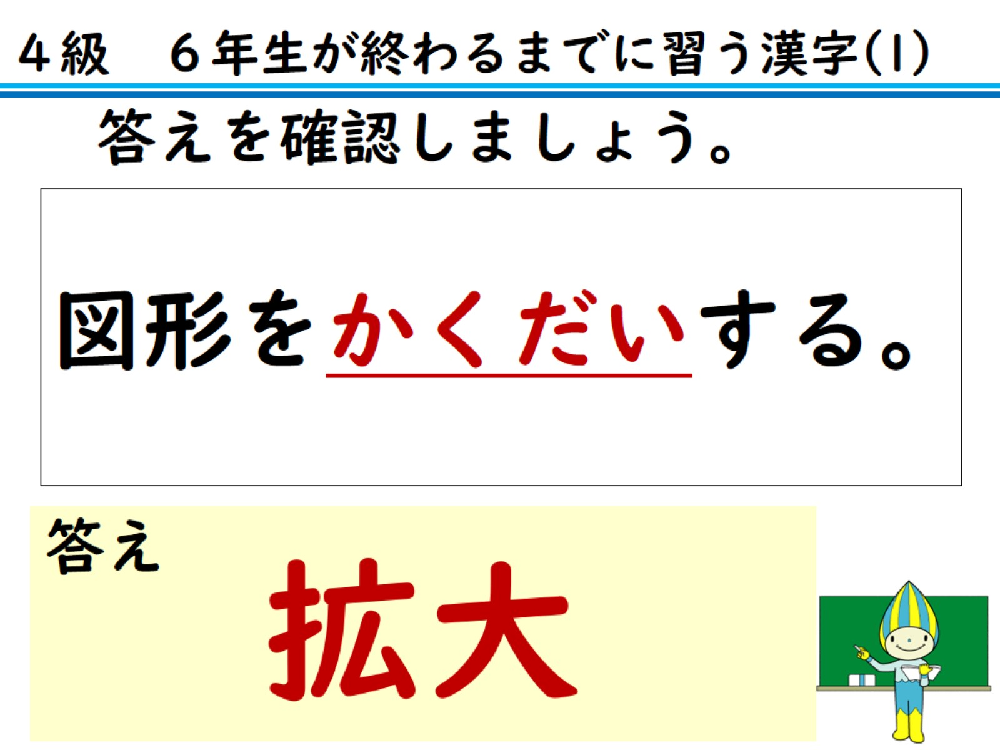 ４級　６年生が終わるまでに習う漢字(1)
答えを確認しましょう。
図形をかくだいする。
答え
拡大